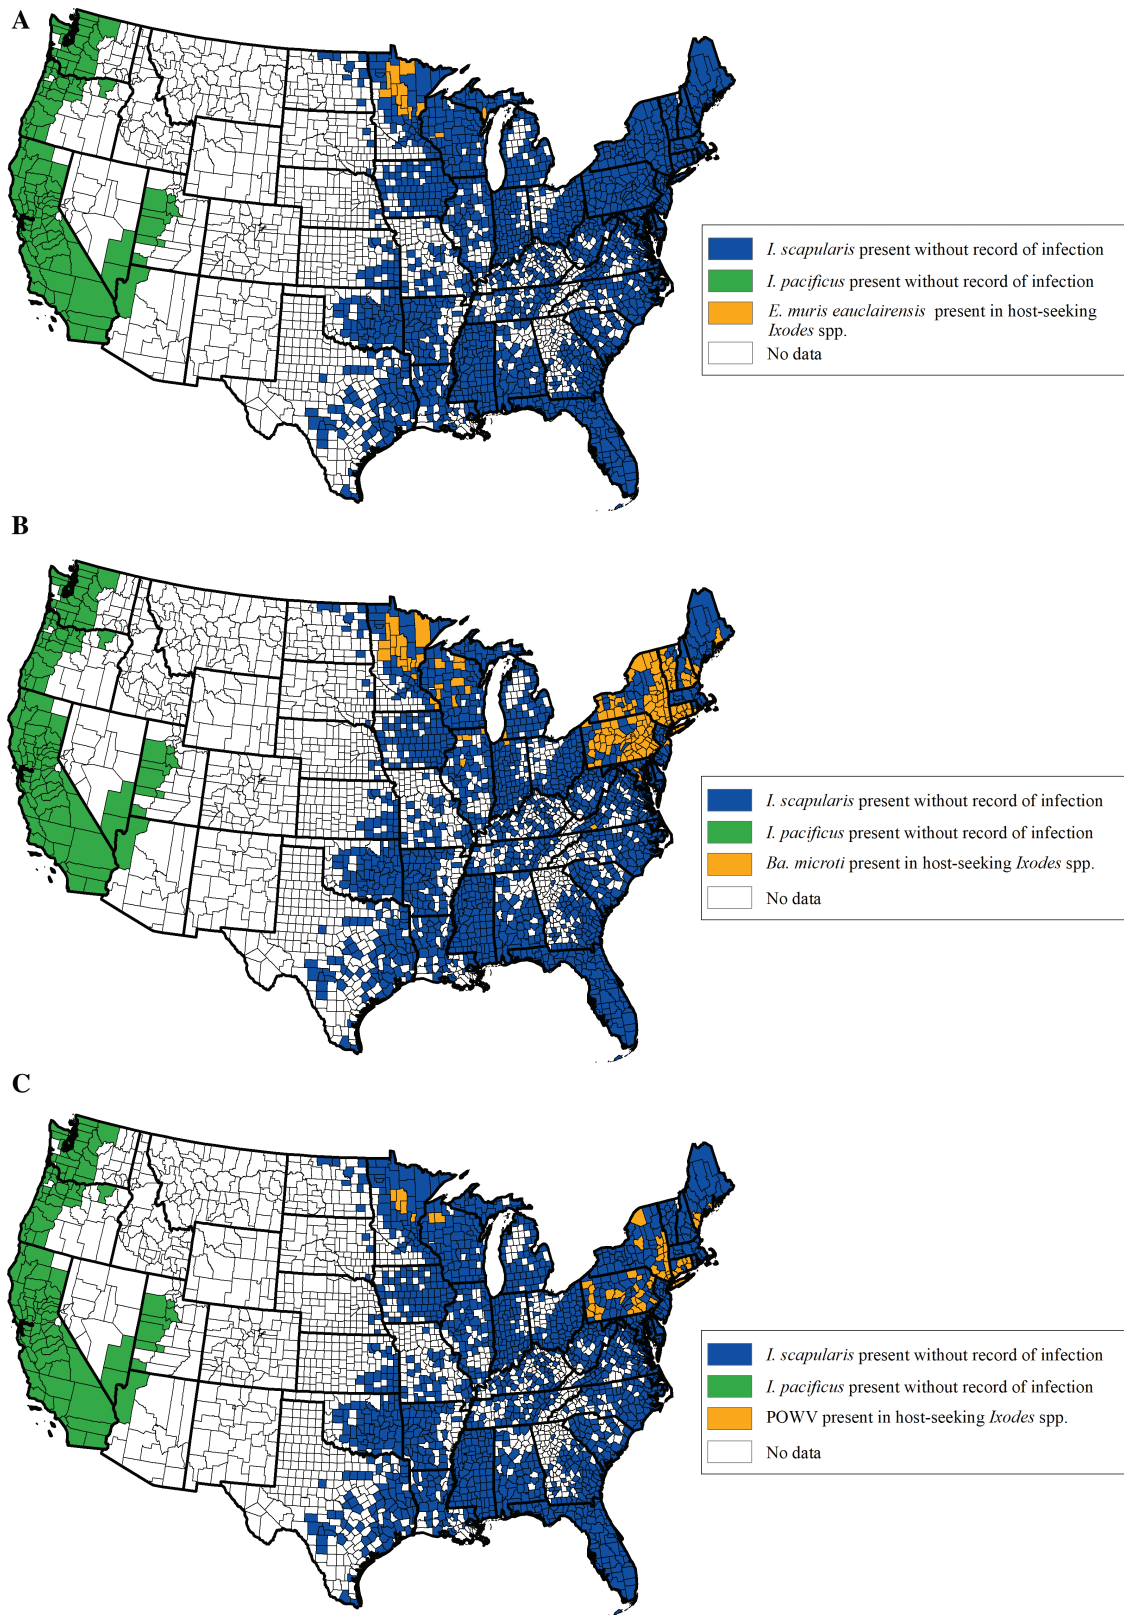 A
I. scapularis present without record of infection
I. pacificus present without record of infection
E. muris eauclairensis present in host-seeking
Ixodes spp.
No data
B
I. scapularis present without record of infection
I. pacificus present without record of infection
Ba. microti present in host-seeking Ixodes spp.
No data
C
I. scapularis present without record of infection
I. pacificus present without record of infection
POWV present in host-seeking Ixodes spp.
No data